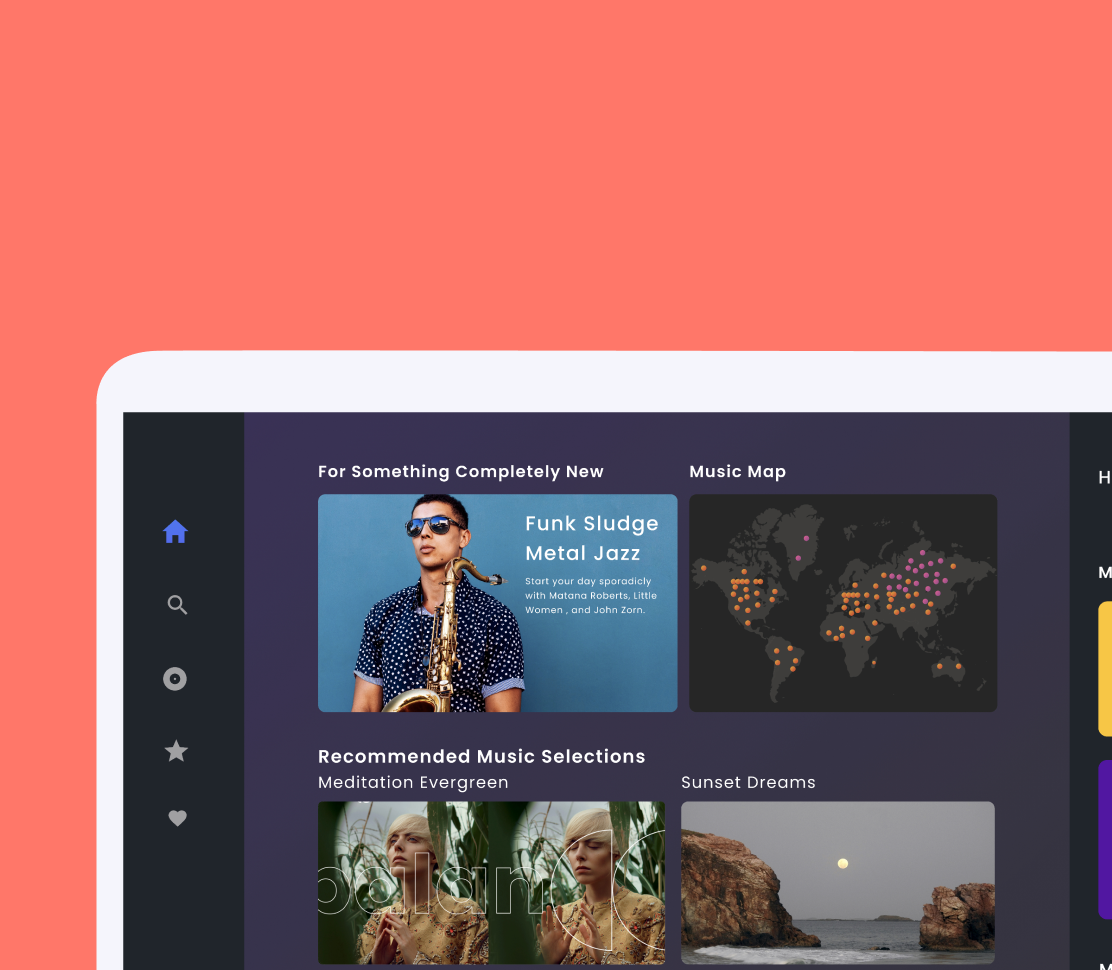 For Something Completely New
Music Map
H
Funk Sludge
Metal Jazz
Start your day sporadicly
with Matana Roberts, Little
Women , and John Zorn.
M
Recommended Music Selections
Meditation Evergreen
Sunset Dreams
balan
M